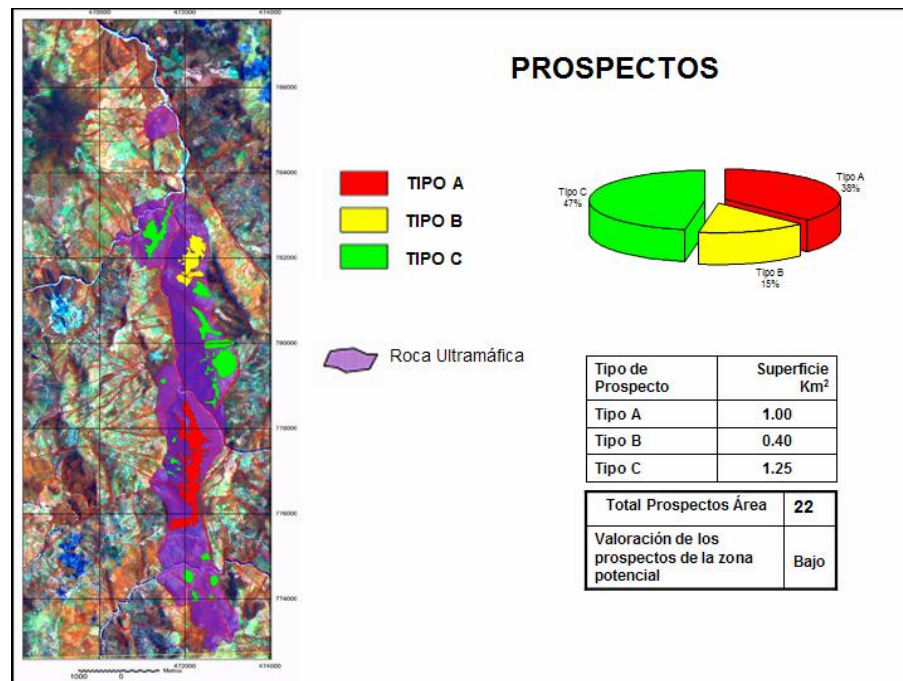 470000 472000 474000
PROSPECTOS
786000
784000
782000
780000
778000
776000
774000
470000 472000 474000
1000 0 Metros
TIPO A
TIPO B
TIPO C
Roca Ultramáfica
Tipo A
38%
Tipo C
47%
Tipo B
15%
Tipo de Prospecto Superficie Km²
Tipo A 1.00
Tipo B 0.40
Tipo C 1.25
Total Prospectos Área 22
Valoración de los prospectos de la zona potencial Bajo